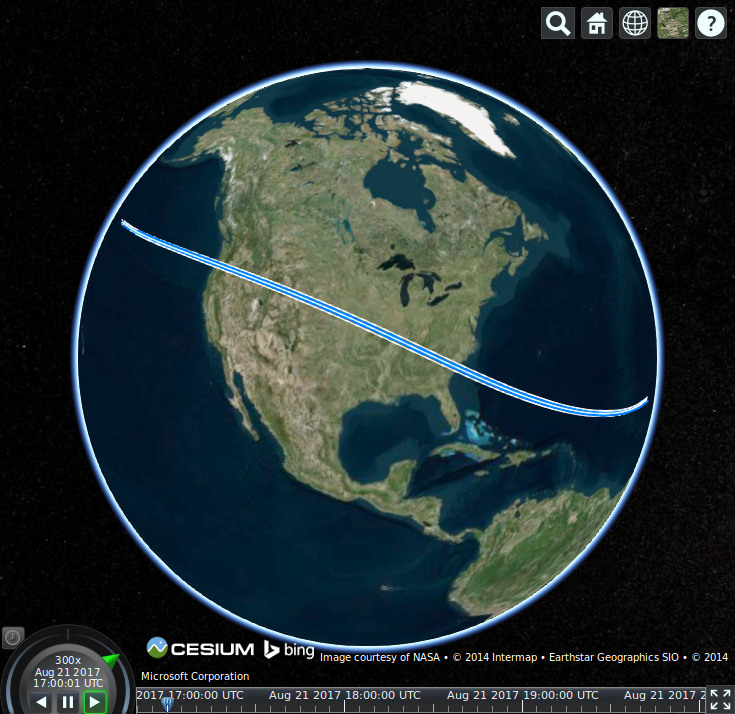 ?
CESIUM bing Image courtesy of NASA • © 2014 Intermap • Earthstar Geographics SIO • © 2014
Microsoft Corporation
300x
Aug 21 2017
17:00:01 UTC
2017 17:00:00 UTC Aug 21 2017 18:00:00 UTC Aug 21 2017 19:00:00 UTC Aug 21 2017 2